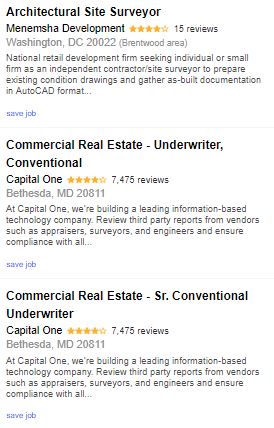 Architectural Site Surveyor
Menemsha Development 15 reviews
Washington, DC 20022 (Brentwood area)
National retail development firm seeking individual or small
firm as an independent contractor/site surveyor to prepare
existing condition drawings and gather as-built documentation
in AutoCAD format...
save job
Commercial Real Estate - Underwriter,
Conventional
Capital One 7,475 reviews
Bethesda, MD 20811
At Capital One, we're building a leading information-based
technology company. Review third party reports from vendors
such as appraisers, surveyors, and engineers and ensure
compliance with all...
save job
Commercial Real Estate - Sr. Conventional
Underwriter
Capital One 7,475 reviews
Bethesda, MD 20811
At Capital One, we're building a leading information-based
technology company. Review third party reports from vendors
such as appraisers, surveyors, and engineers and ensure
compliance with all...
save job